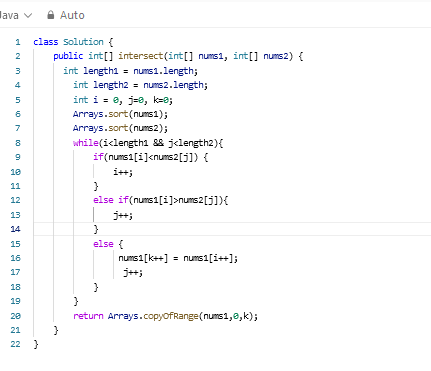 Java Auto
1 class Solution {
2 public int[] intersect(int[] nums1, int[] nums2) {
3 int length1 = nums1.length;
4 int length2 = nums2.length;
5 int i = 0, j=0, k=0;
6 Arrays.sort(nums1);
7 Arrays.sort(nums2);
8 while(i<length1 && j<length2){
9 if(nums1[i]<nums2[j]) {
10 i++;
11 }
12 else if(nums1[i]>nums2[j]){
13 j++;
14 }
15 else {
16 nums1[k++] = nums1[i++];
17 j++;
18 }
19 }
20 return Arrays.copyOfRange(nums1,0,k);
21 }
22 }